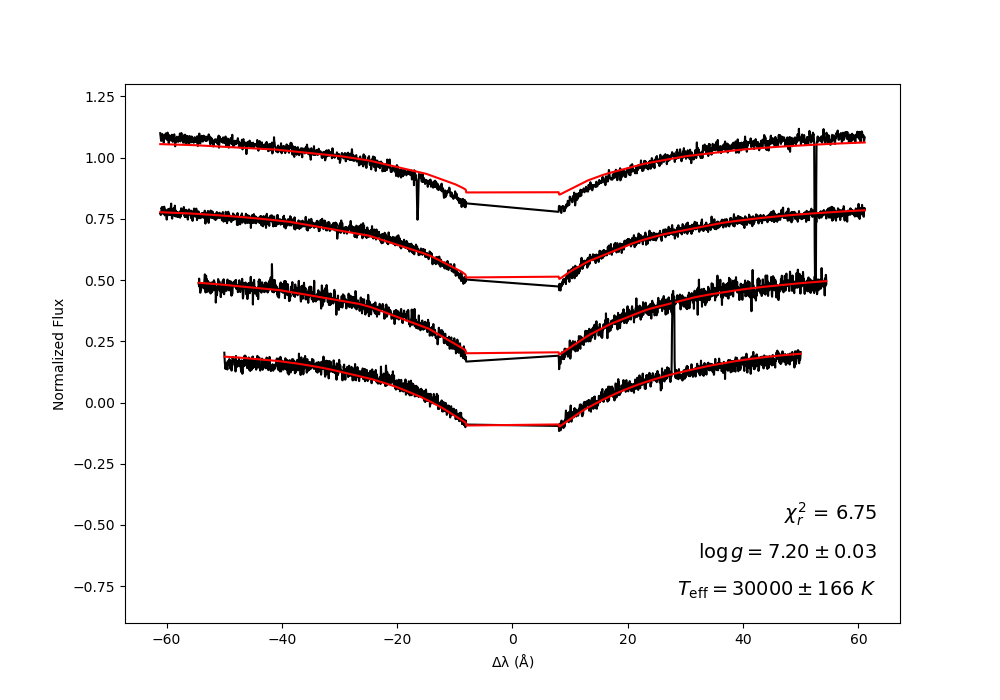 1.25
1.00
0.75
0.50
0.25
0.00
−0.25
−0.50
−0.75
Normalized Flux
χ²ᵣ = 6.75
log g = 7.20 ± 0.03
T_eff = 30000 ± 166 K
−60 −40 −20 0 20 40 60
Δλ (Å)